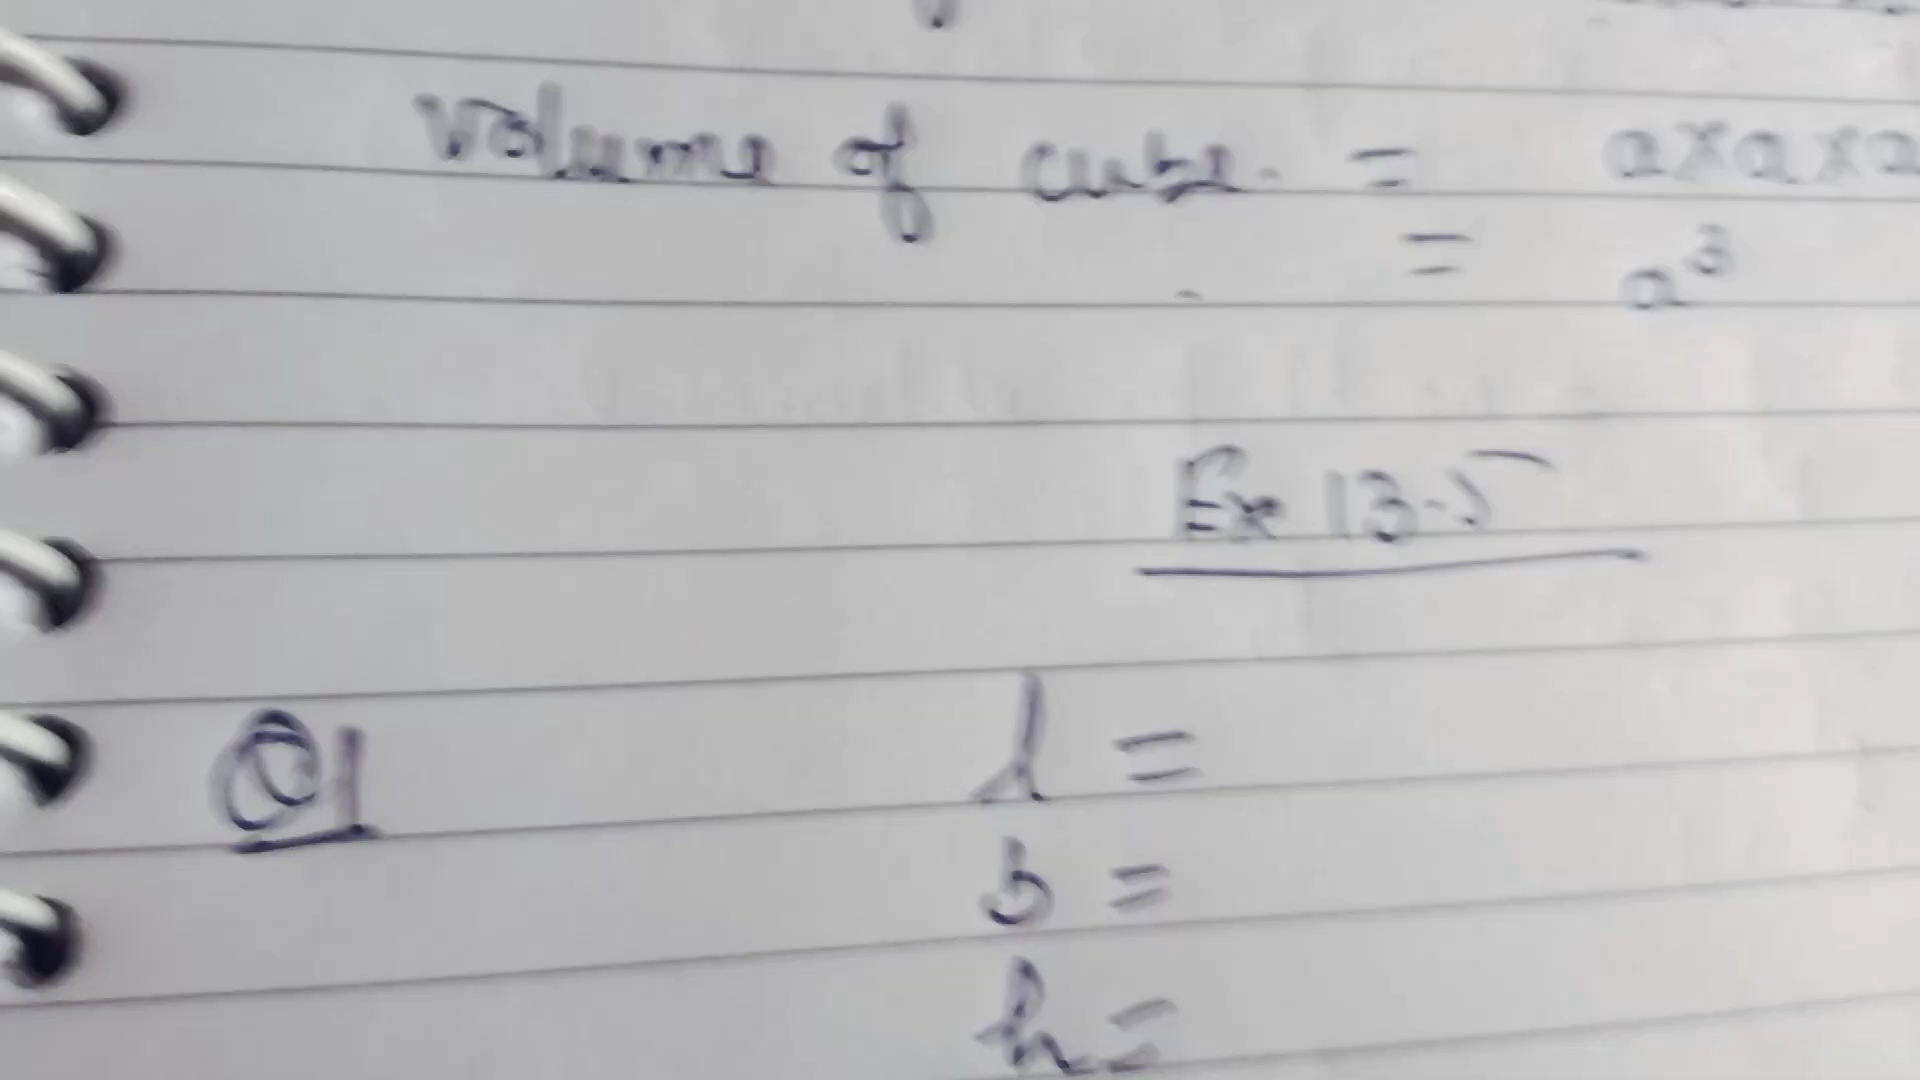 Volume of cube. = a×a×a
= a³
Ex 13.5
Q1 l =
b =
h =